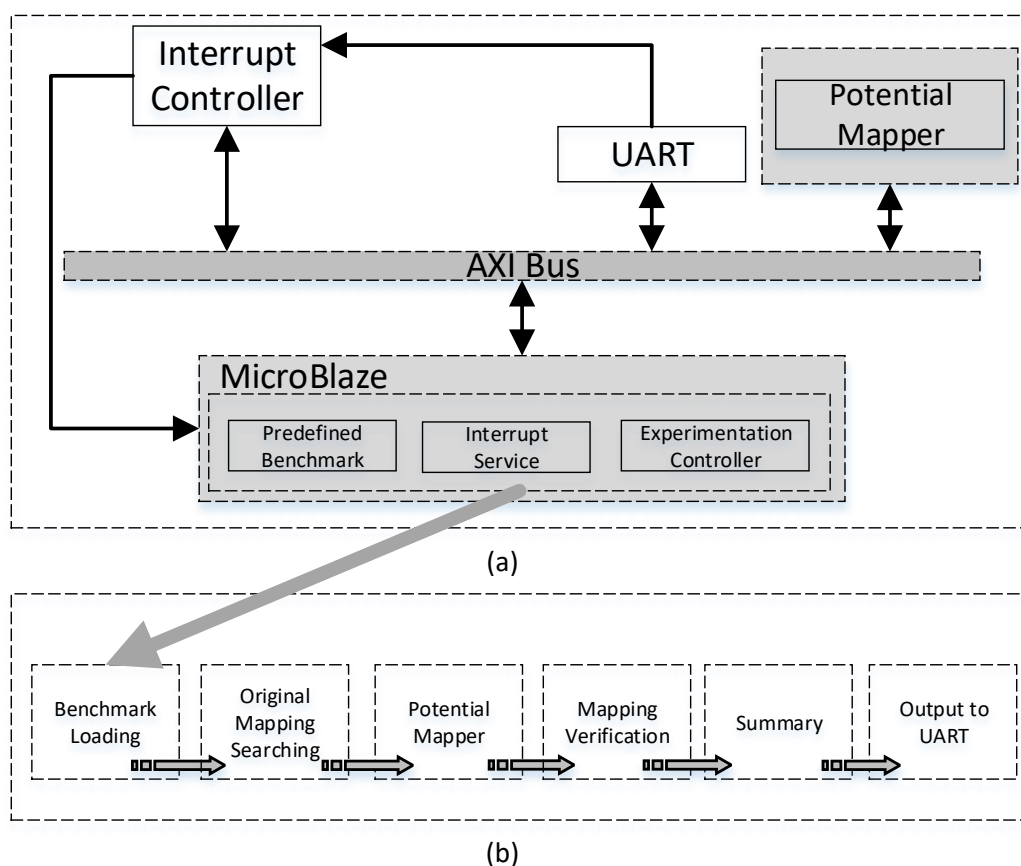 Interrupt
Controller
Potential
Mapper
UART
AXI Bus
MicroBlaze
Predefined
Benchmark
Interrupt
Service
Experimentation
Controller
(a)
Benchmark
Loading
Original
Mapping
Searching
Potential
Mapper
Mapping
Verification
Summary
Output to
UART
(b)